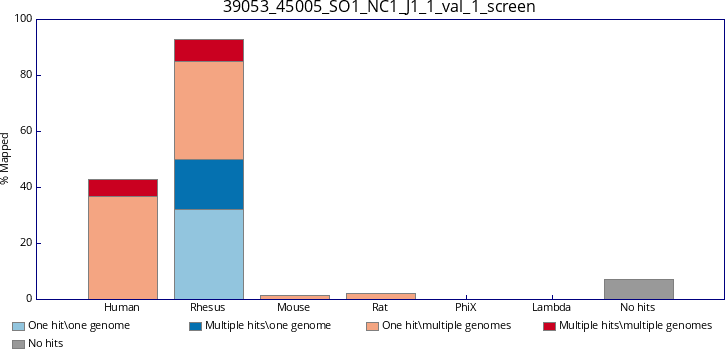 39053_45005_SO1_NC1_J1_1_val_1_screen
100
80
60
40
20
0
% Mapped
Human Rhesus Mouse Rat PhiX Lambda No hits
One hit\one genome Multiple hits\one genome One hit\multiple genomes Multiple hits\multiple genomes
No hits